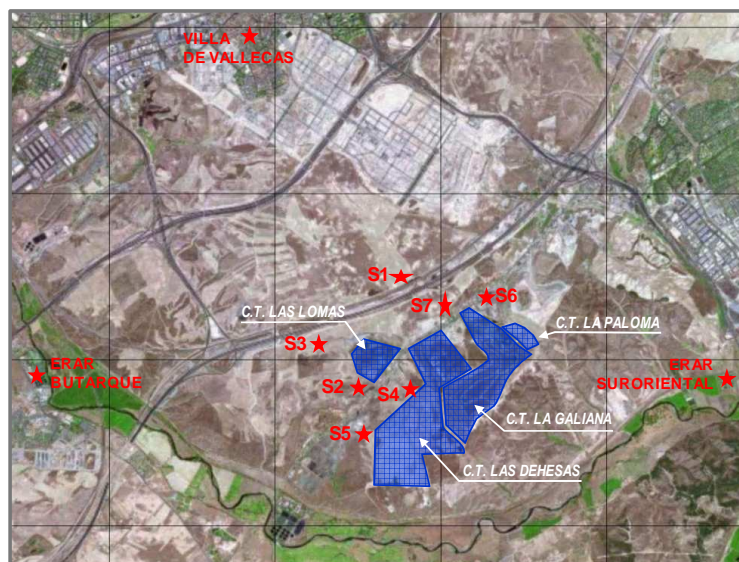 VILLA
DE VALLECAS
S1
S6
S7
C.T. LAS LOMAS
C.T. LA PALOMA
S3
ERAR
BUTARQUE
ERAR
SURORIENTAL
S2
S4
C.T. LA GALIANA
S5
C.T. LAS DEHESAS